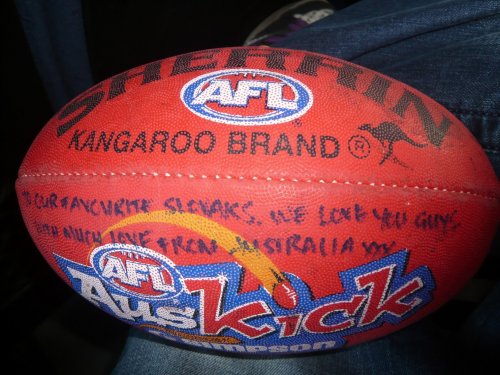 SHERRIN
AFL
KANGAROO BRAND ®
TO OUR FAVOURITE SLOVAKS. WE LOVE YOU GUYS
WITH MUCH LOVE FROM AUSTRALIA XXX
AFL
AusKick
Simpson